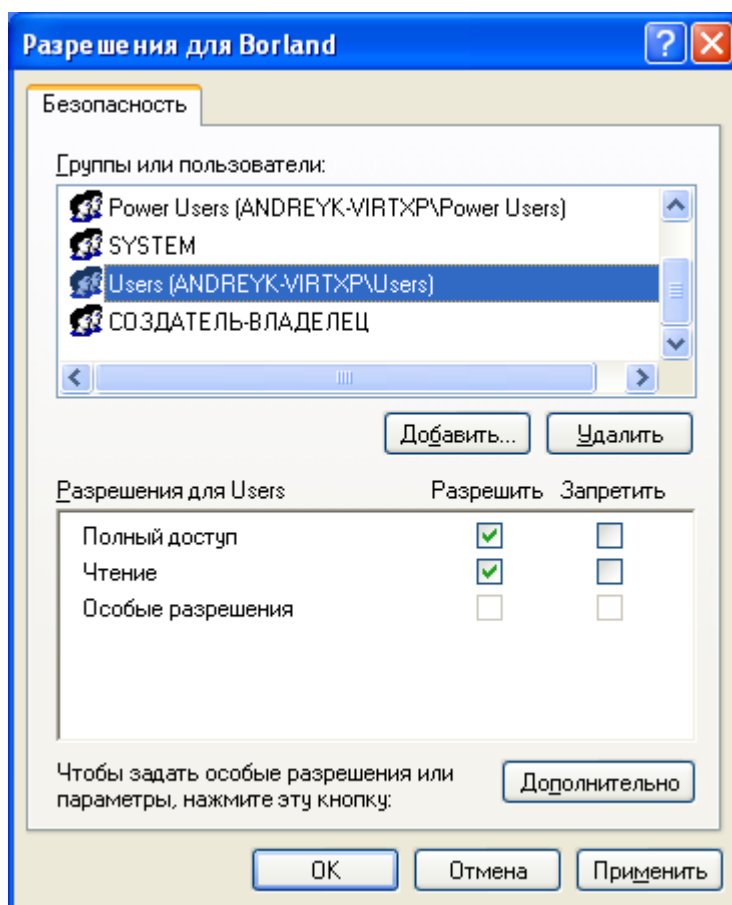 Разрешения для Borland
Безопасность
Группы или пользователи:
Power Users (ANDREYK-VIRTXP\Power Users)
SYSTEM
Users (ANDREYK-VIRTXP\Users)
СОЗДАТЕЛЬ-ВЛАДЕЛЕЦ
Добавить... Удалить
Разрешения для Users Разрешить Запретить
Полный доступ
Чтение
Особые разрешения
Чтобы задать особые разрешения или
параметры, нажмите эту кнопку:
Дополнительно
OK Отмена Применить